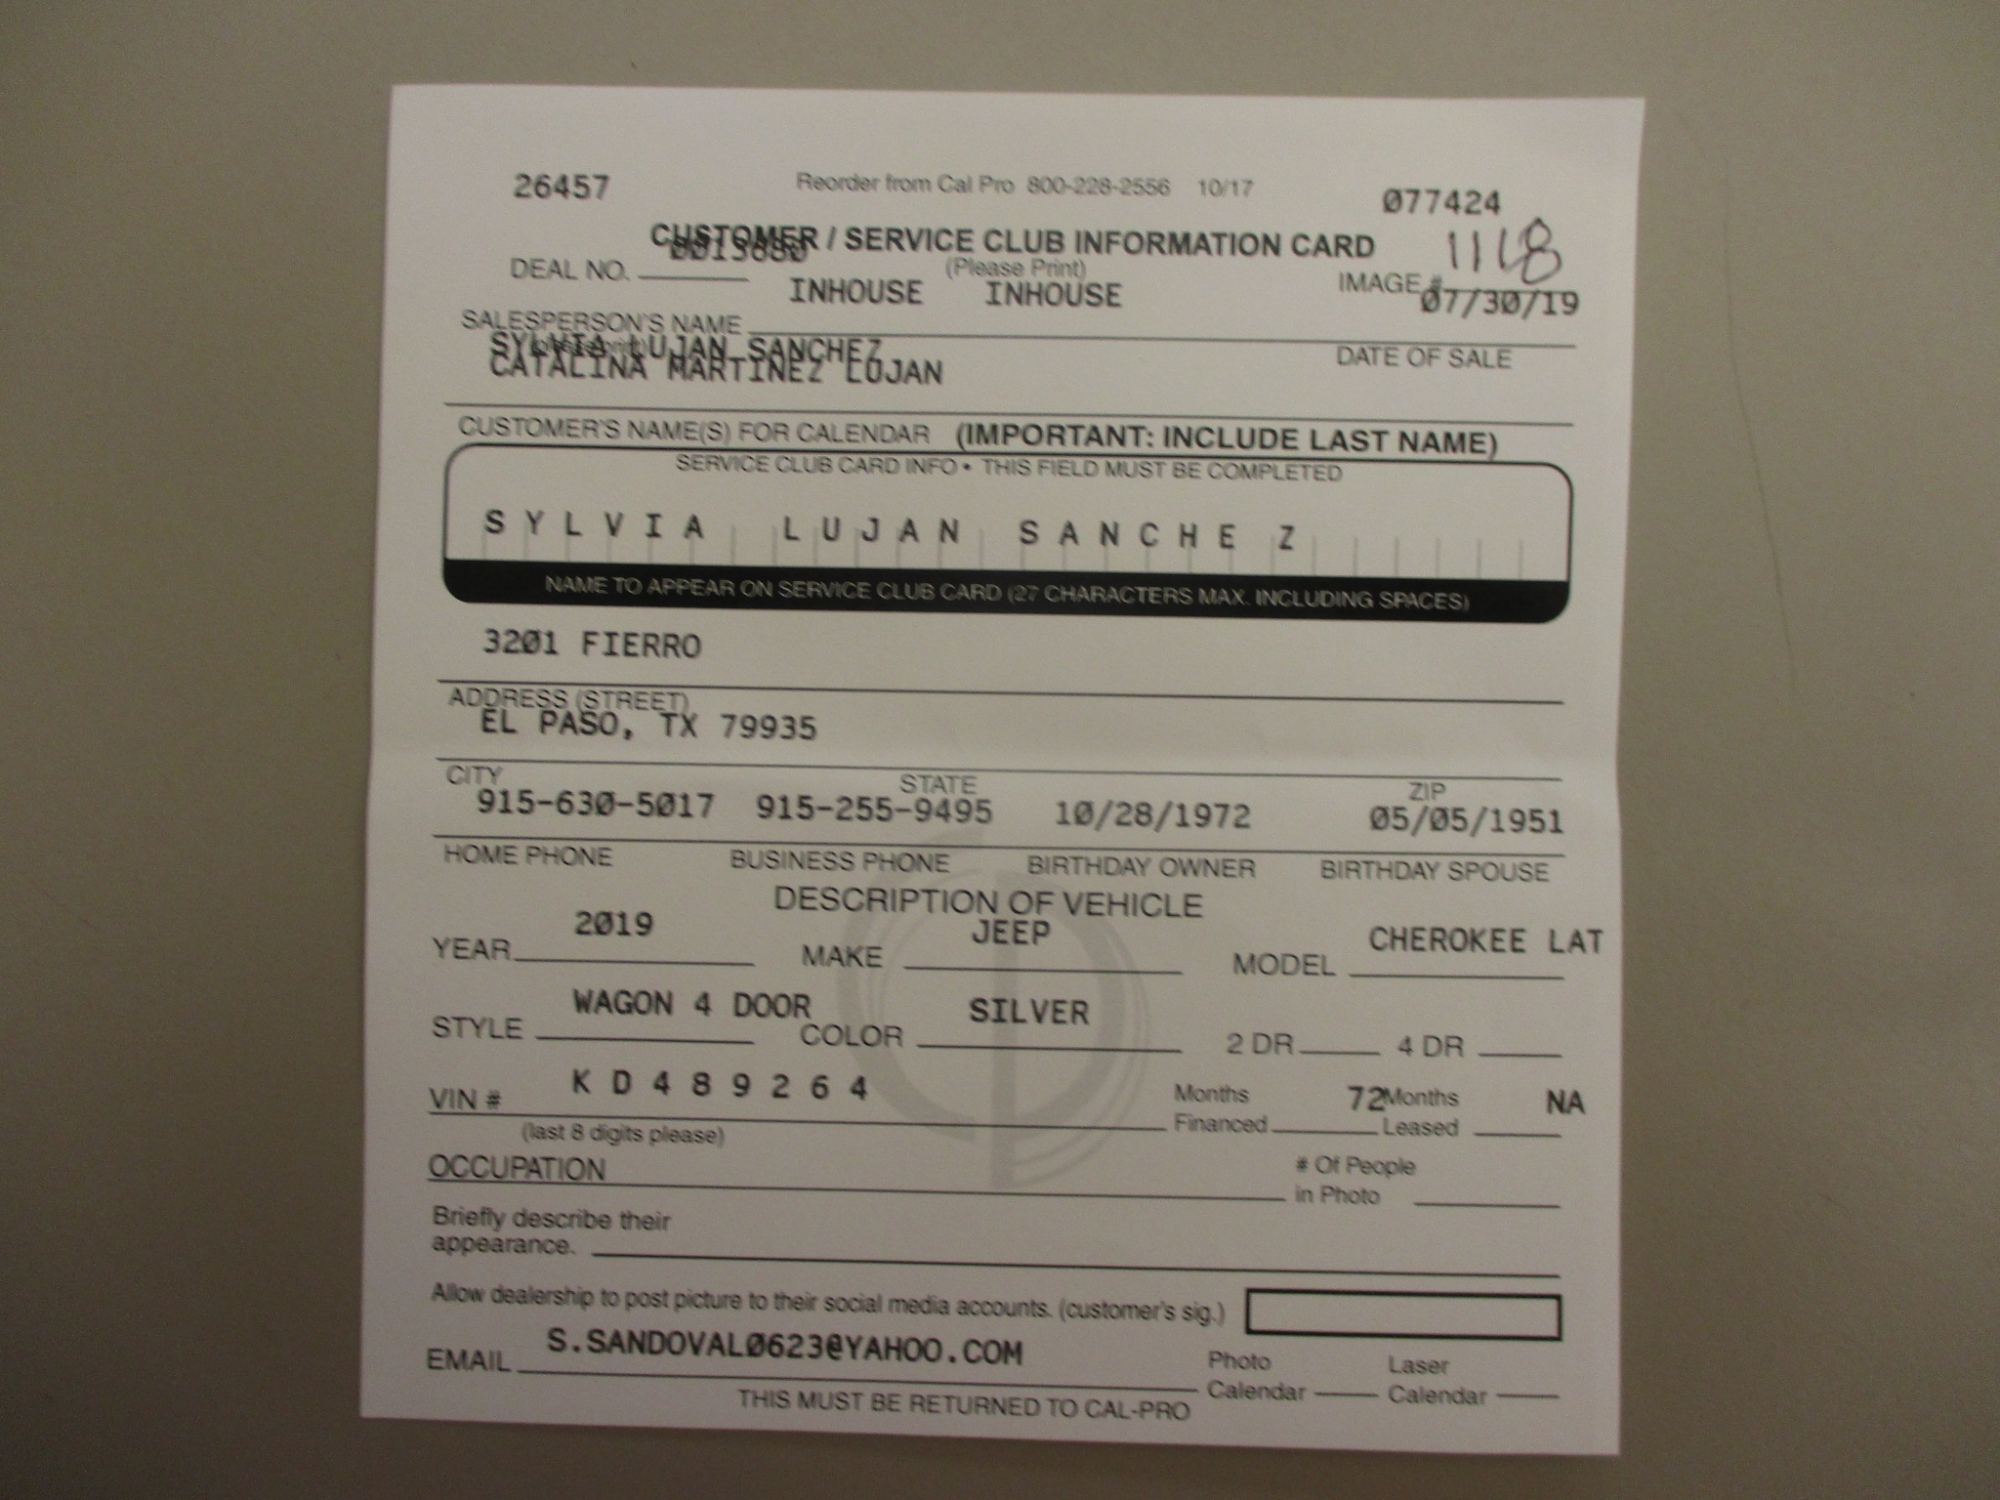 26457 Reorder from Cal Pro 800-228-2556 10/17 077424
CUSTOMER / SERVICE CLUB INFORMATION CARD 1118
DEAL NO. (Please Print) IMAGE #
INHOUSE INHOUSE 07/30/19
SALESPERSON'S NAME
SYLVIA LUJAN SANCHEZ DATE OF SALE
CATALINA MARTINEZ LUJAN
CUSTOMER'S NAME(S) FOR CALENDAR (IMPORTANT: INCLUDE LAST NAME)
SERVICE CLUB CARD INFO • THIS FIELD MUST BE COMPLETED
SYLVIA LUJAN SANCHEZ
NAME TO APPEAR ON SERVICE CLUB CARD (27 CHARACTERS MAX. INCLUDING SPACES)
3201 FIERRO
ADDRESS (STREET)
EL PASO, TX 79935
CITY STATE ZIP
915-630-5017 915-255-9495 10/28/1972 05/05/1951
HOME PHONE BUSINESS PHONE BIRTHDAY OWNER BIRTHDAY SPOUSE
DESCRIPTION OF VEHICLE
YEAR 2019 MAKE JEEP MODEL CHEROKEE LAT
STYLE WAGON 4 DOOR COLOR SILVER 2 DR 4 DR
VIN # KD489264 Months Financed 72 Months Leased NA
(last 8 digits please)
OCCUPATION # Of People in Photo
Briefly describe their
appearance.
Allow dealership to post picture to their social media accounts. (customer's sig.)
EMAIL S.SANDOVAL0623@YAHOO.COM Photo Calendar Laser Calendar
THIS MUST BE RETURNED TO CAL-PRO